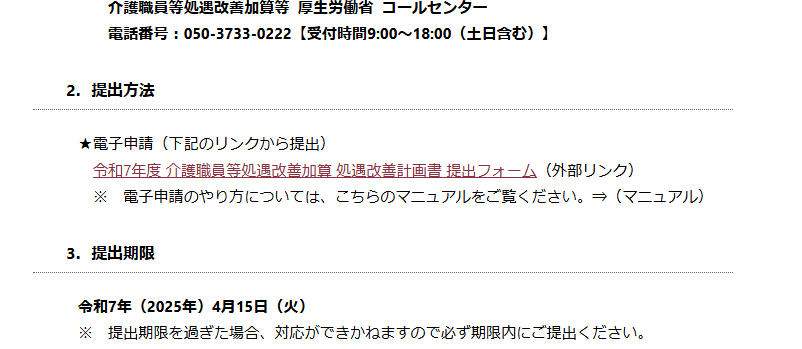 介護職員等処遇改善加算等 厚生労働省 コールセンター
電話番号：050-3733-0222【受付時間9:00～18:00（土日含む）】
2．提出方法
★電子申請（下記のリンクから提出）
令和7年度 介護職員等処遇改善加算 処遇改善計画書 提出フォーム（外部リンク）
※　電子申請のやり方については、こちらのマニュアルをご覧ください。⇒（マニュアル）
3．提出期限
令和7年（2025年）4月15日（火）
※　提出期限を過ぎた場合、対応ができかねますので必ず期限内にご提出ください。